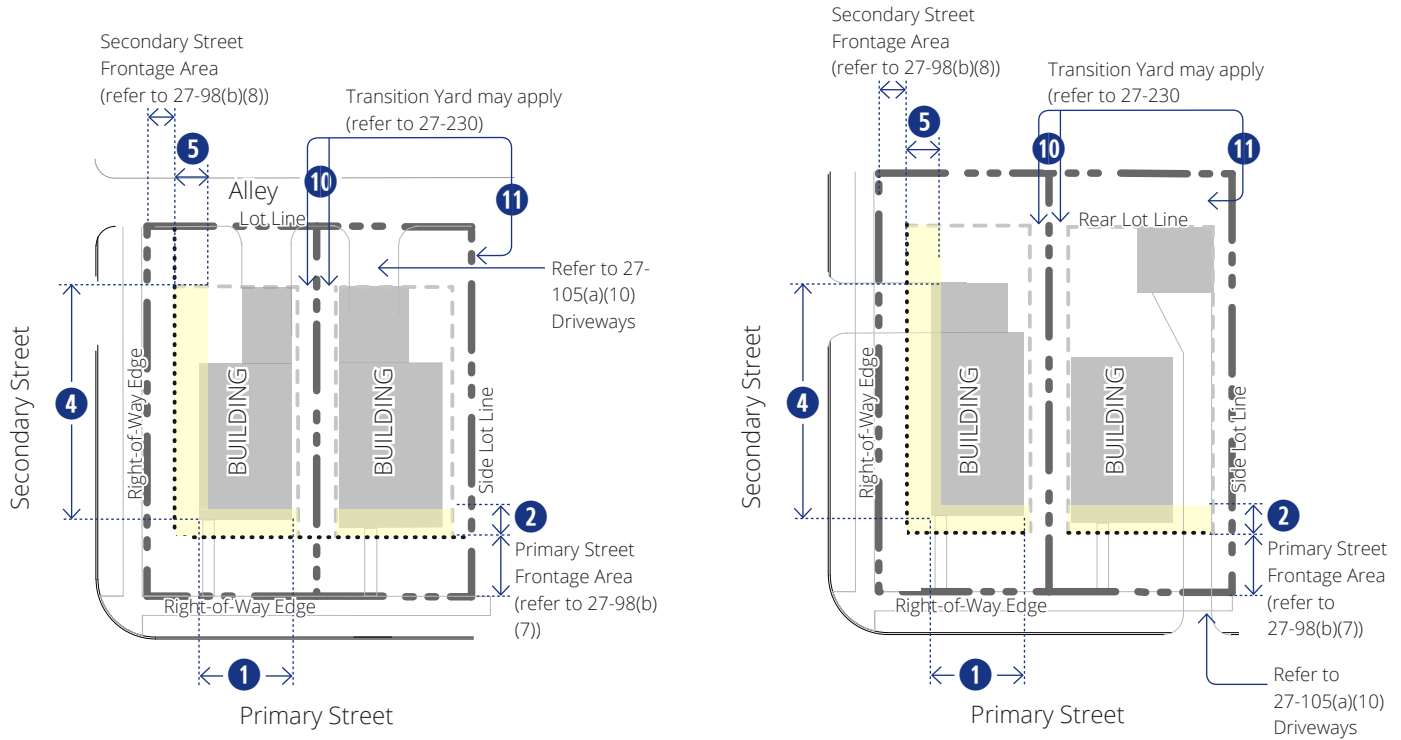 Secondary Street
Frontage Area
(refer to 27-98(b)(8))
Transition Yard may apply
(refer to 27-230)
5
10
11
Alley
Lot Line
Refer to 27-
105(a)(10)
Driveways
Secondary Street
4
Right-of-Way Edge
BUILDING
BUILDING
Side Lot Line
2
Primary Street
Frontage Area
(refer to 27-98(b)
(7))
Right-of-Way Edge
1
Primary Street
Secondary Street
Frontage Area
(refer to 27-98(b)(8))
Transition Yard may apply
(refer to 27-230
5
10
11
Rear Lot Line
Secondary Street
4
Right-of-Way Edge
BUILDING
BUILDING
Side Lot Line
2
Primary Street
Frontage Area
(refer to
27-98(b)(7))
Right-of-Way Edge
1
Refer to
27-105(a)(10)
Driveways
Primary Street